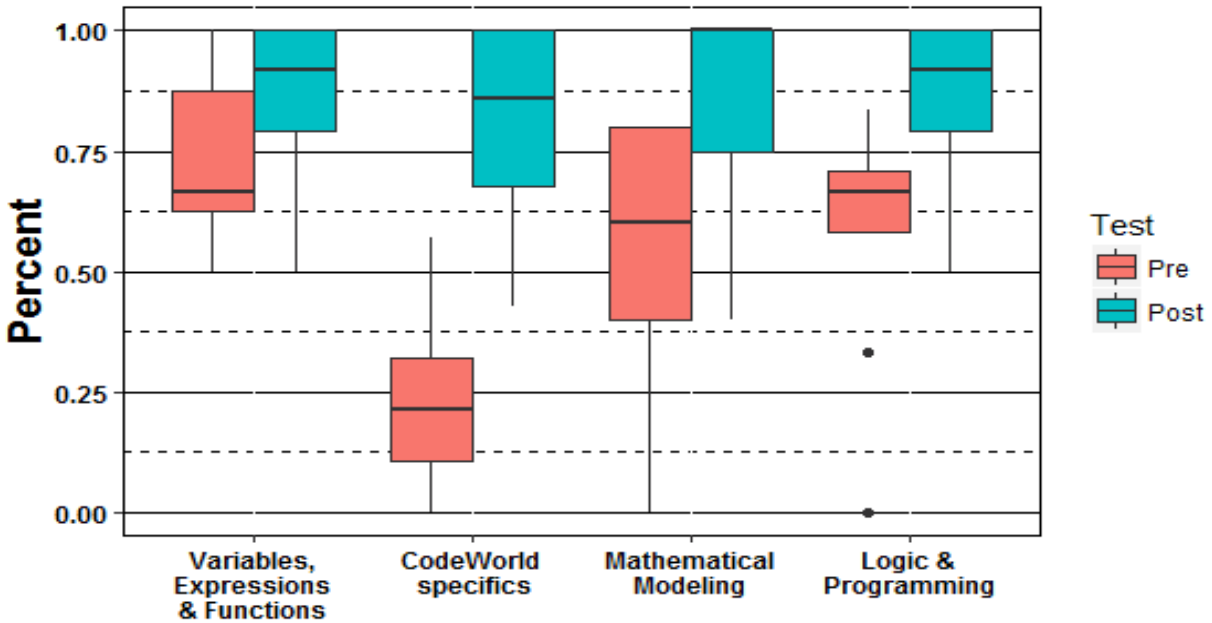 Percent
1.00
0.75
0.50
0.25
0.00
Variables,
Expressions
& Functions
CodeWorld
specifics
Mathematical
Modeling
Logic &
Programming
Test
Pre
Post